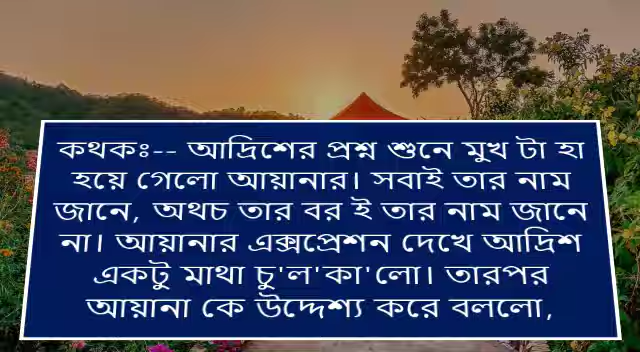 কথকঃ-- আদ্রিশের প্রশ্ন শুনে মুখ টা হা
হয়ে গেলো আয়ানার। সবাই তার নাম
জানে, অথচ তার বর ই তার নাম জানে
না। আয়ানার এক্সপ্রেশন দেখে আদ্রিশ
একটু মাথা চু'ল'কা'লো। তারপর
আয়ানা কে উদ্দেশ্য করে বললো,